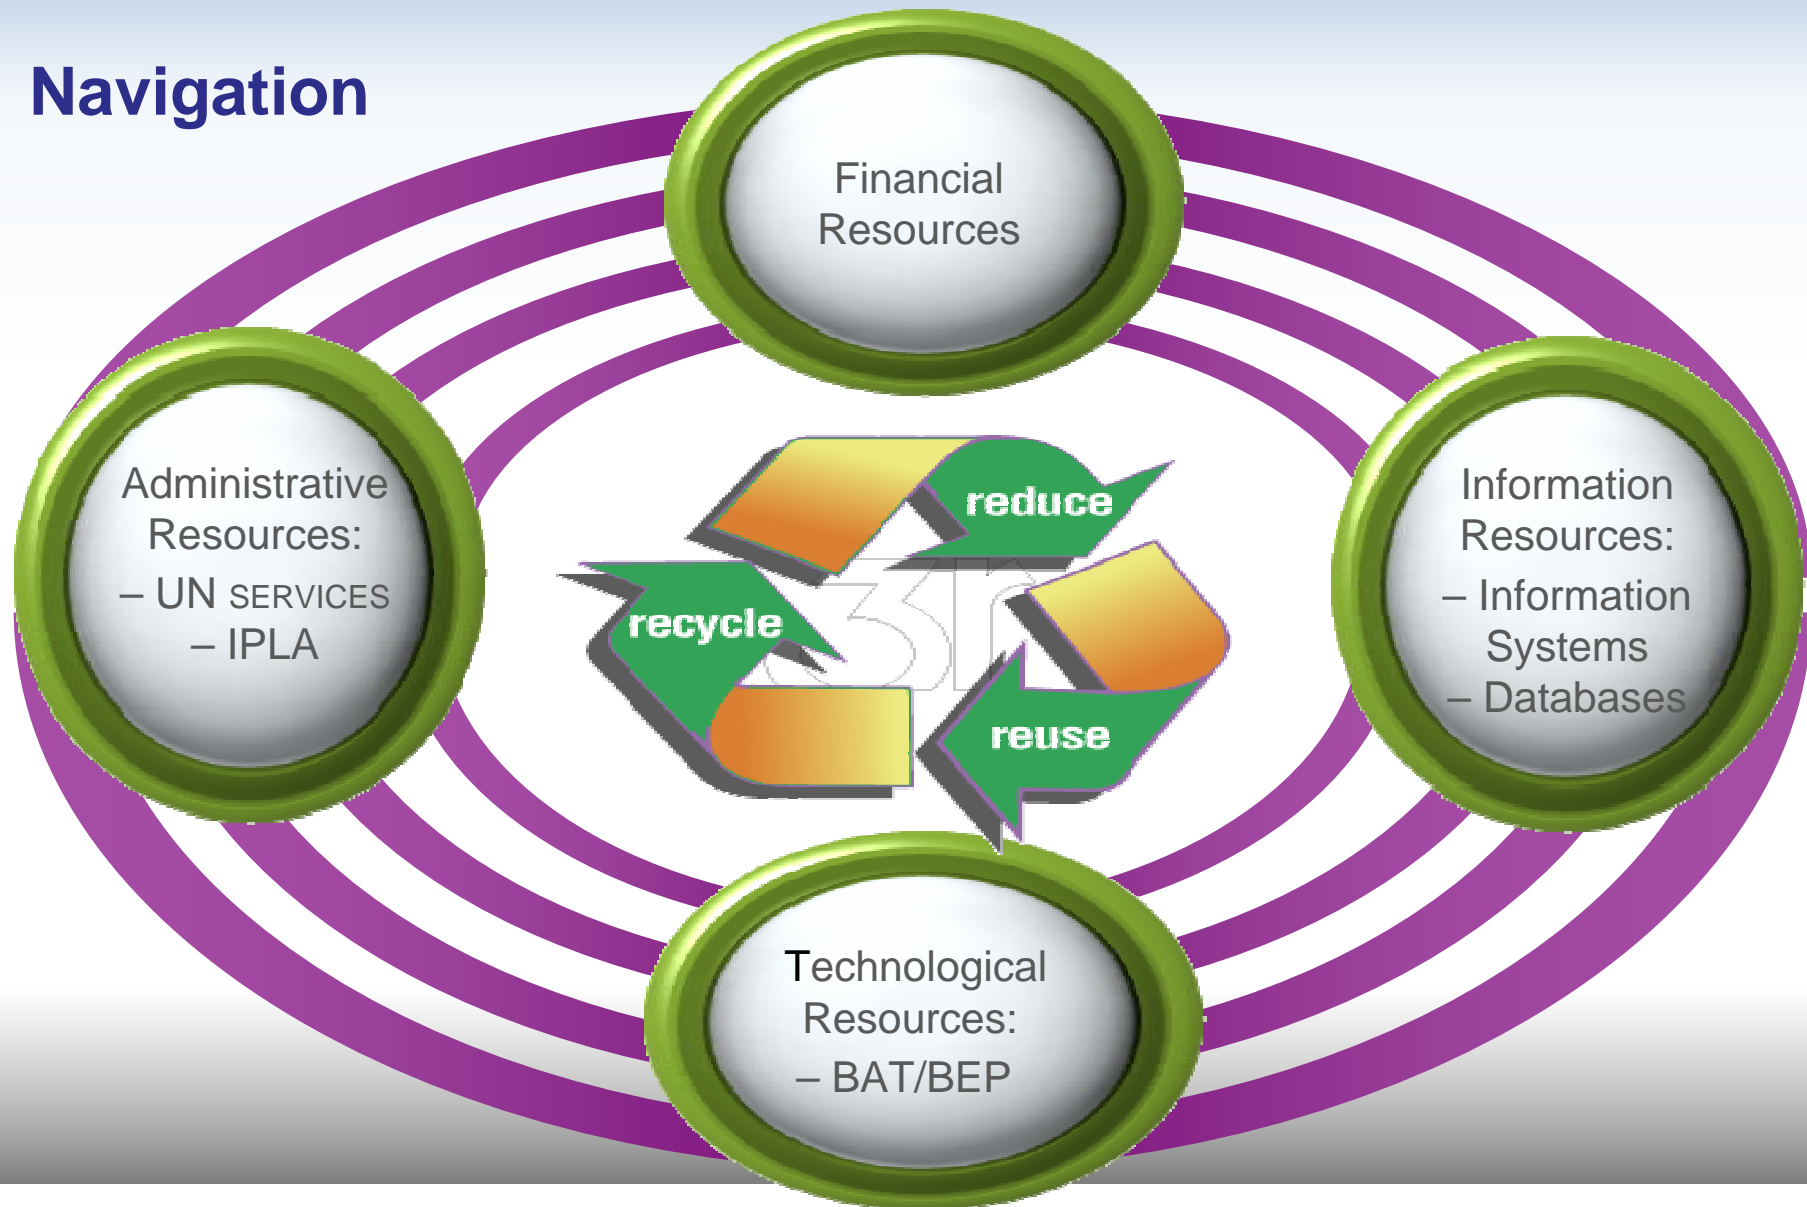 Navigation
Financial
Resources
Administrative
Resources:
– UN SERVICES
– IPLA
reduce
recycle
3r
reuse
Information
Resources:
– Information
Systems
– Databases
Technological
Resources:
– BAT/BEP